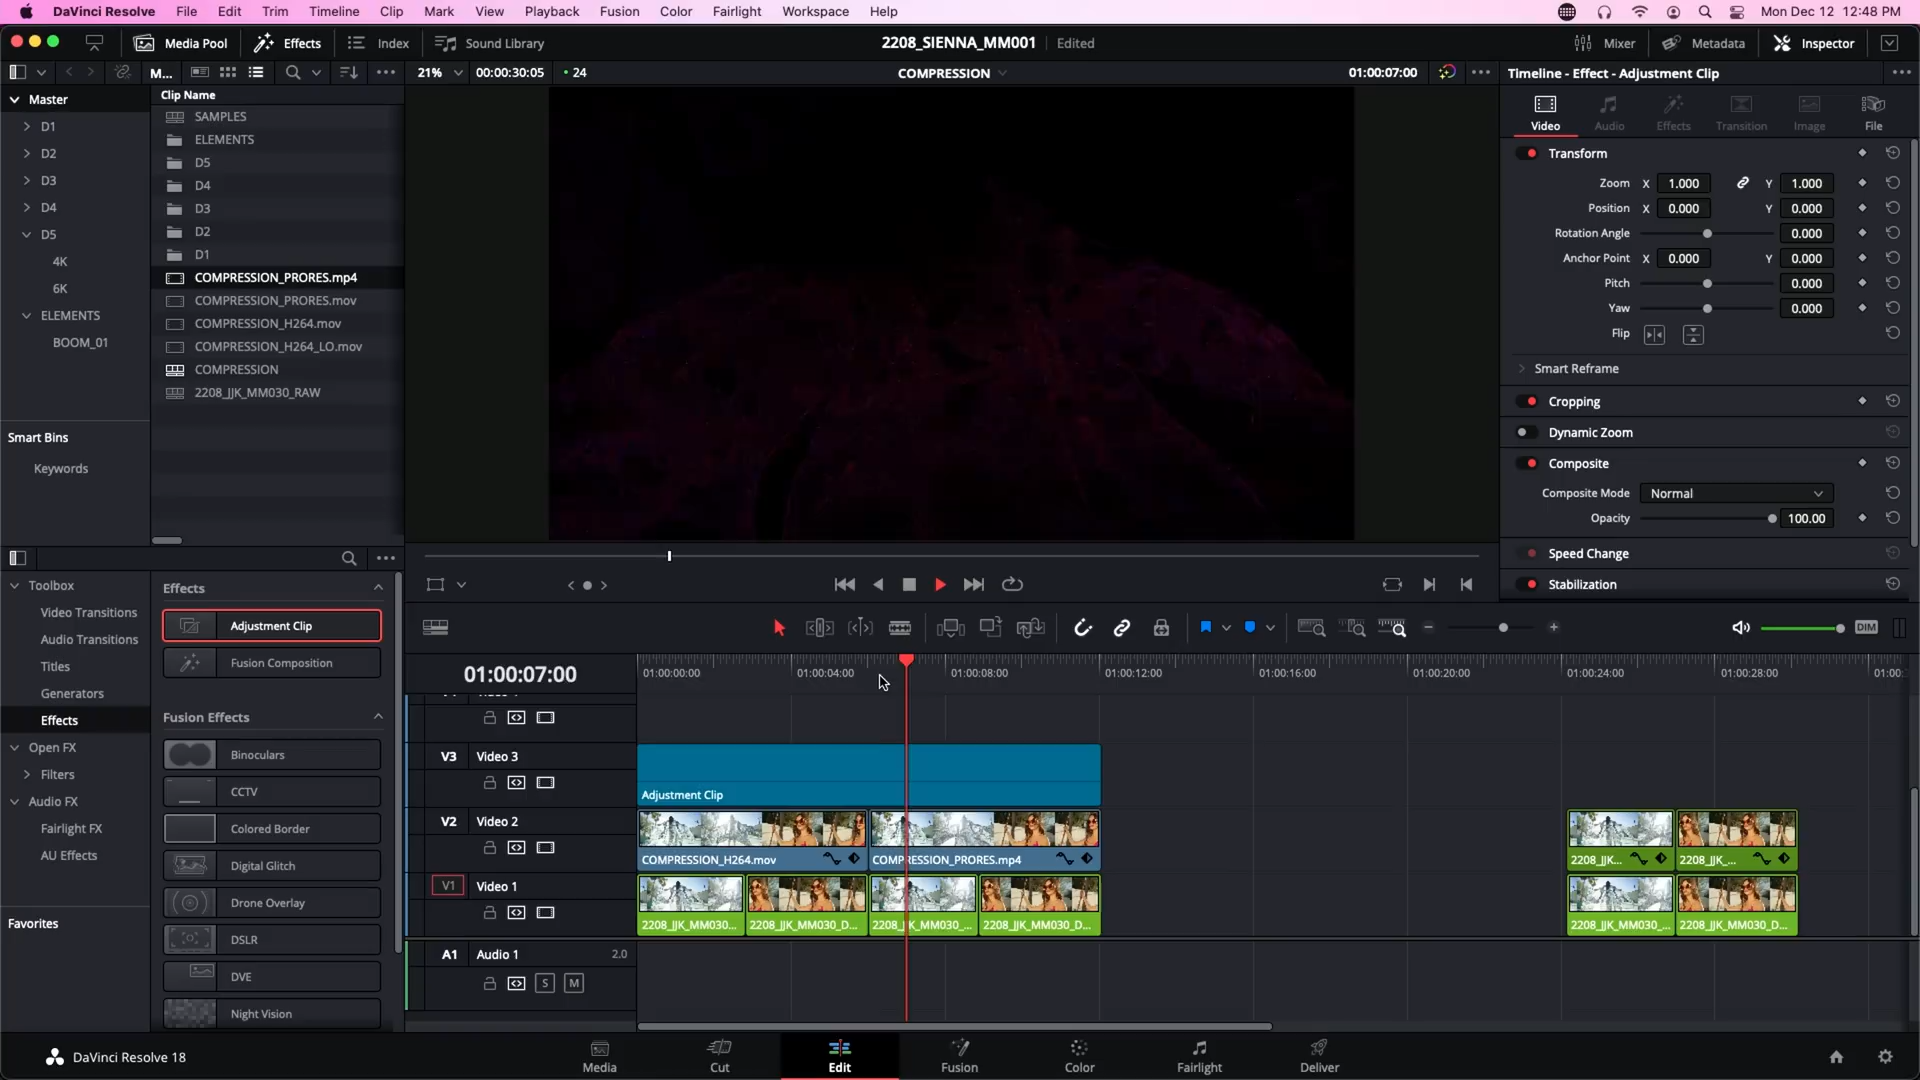 DaVinci Resolve File Edit Trim Timeline Clip Mark View Playback Fusion Color Fairlight Workspace Help Mon Dec 12 12:48 PM
Media Pool Effects Index Sound Library 2208_SIENNA_MM001 Edited Mixer Metadata Inspector
M... 21% 00:00:30:05 24 COMPRESSION 01:00:07:00 Timeline - Effect - Adjustment Clip
Master
D1
D2
D3
D4
D5
4K
6K
ELEMENTS
BOOM_01
Smart Bins
Keywords
Clip Name
SAMPLES
ELEMENTS
D5
D4
D3
D2
D1
COMPRESSION_PRORES.mp4
COMPRESSION_PRORES.mov
COMPRESSION_H264.mov
COMPRESSION_H264_LO.mov
COMPRESSION
2208_JJK_MM030_RAW
Video Audio Effects Transition Image File
Transform
Zoom X 1.000 Y 1.000
Position X 0.000 Y 0.000
Rotation Angle 0.000
Anchor Point X 0.000 Y 0.000
Pitch 0.000
Yaw 0.000
Flip
Smart Reframe
Cropping
Dynamic Zoom
Composite
Composite Mode Normal
Opacity 100.00
Speed Change
Stabilization
Toolbox
Video Transitions
Audio Transitions
Titles
Generators
Effects
Open FX
Filters
Audio FX
Fairlight FX
AU Effects
Favorites
Effects
Adjustment Clip
Fusion Composition
Fusion Effects
Binoculars
CCTV
Colored Border
Digital Glitch
Drone Overlay
DSLR
DVE
Night Vision
DIM
01:00:07:00 01:00:00:00 01:00:04:00 01:00:08:00 01:00:12:00 01:00:16:00 01:00:20:00 01:00:24:00 01:00:28:00 01:00:
V3 Video 3
Adjustment Clip
V2 Video 2
COMPRESSION_H264.mov COMPRESSION_PRORES.mp4 2208_JJK... 2208_JJK_...
V1 Video 1
2208_JJK_MM030... 2208_JJK_MM030_D... 2208_JJK_MM030_... 2208_JJK_MM030_D... 2208_JJK_MM030_... 2208_JJK_MM030_D...
A1 Audio 1 2.0
S M
DaVinci Resolve 18 Media Cut Edit Fusion Color Fairlight Deliver